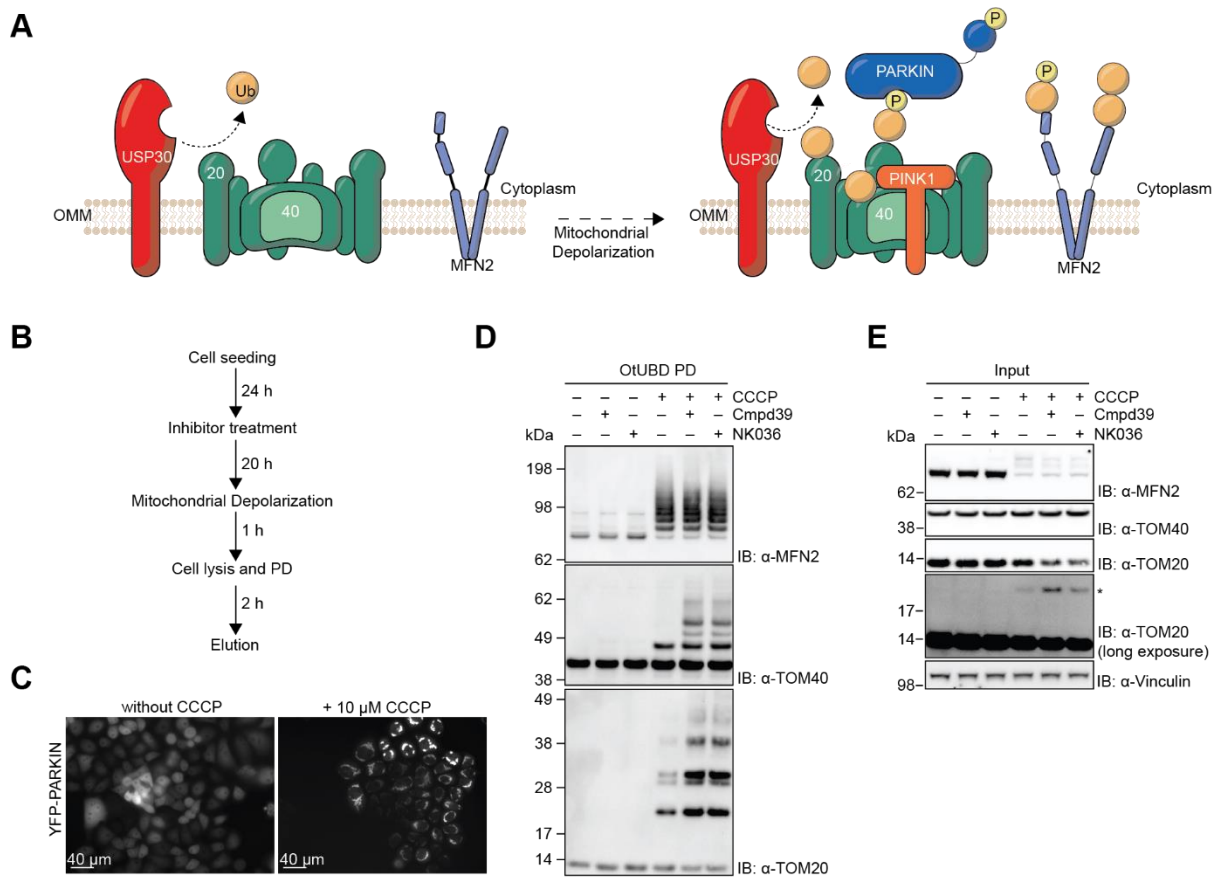 A
Ub
USP30
20
40
OMM
Cytoplasm
MFN2
Mitochondrial
Depolarization
P
PARKIN
P
P
USP30
20
PINK1
40
OMM
Cytoplasm
MFN2
B
Cell seeding
24 h
Inhibitor treatment
20 h
Mitochondrial Depolarization
1 h
Cell lysis and PD
2 h
Elution
C
without CCCP
+ 10 µM CCCP
YFP-PARKIN
40 µm
40 µm
D
OtUBD PD
– – – + + + CCCP
– + – – + – Cmpd39
– – + – – + NK036
kDa
198
98
62
IB: α-MFN2
62
49
38
IB: α-TOM40
49
38
28
17
14
IB: α-TOM20
E
Input
– – – + + + CCCP
– + – – + – Cmpd39
– – + – – + NK036
kDa
62
IB: α-MFN2
38
IB: α-TOM40
14
IB: α-TOM20
*
17
14
IB: α-TOM20
(long exposure)
98
IB: α-Vinculin